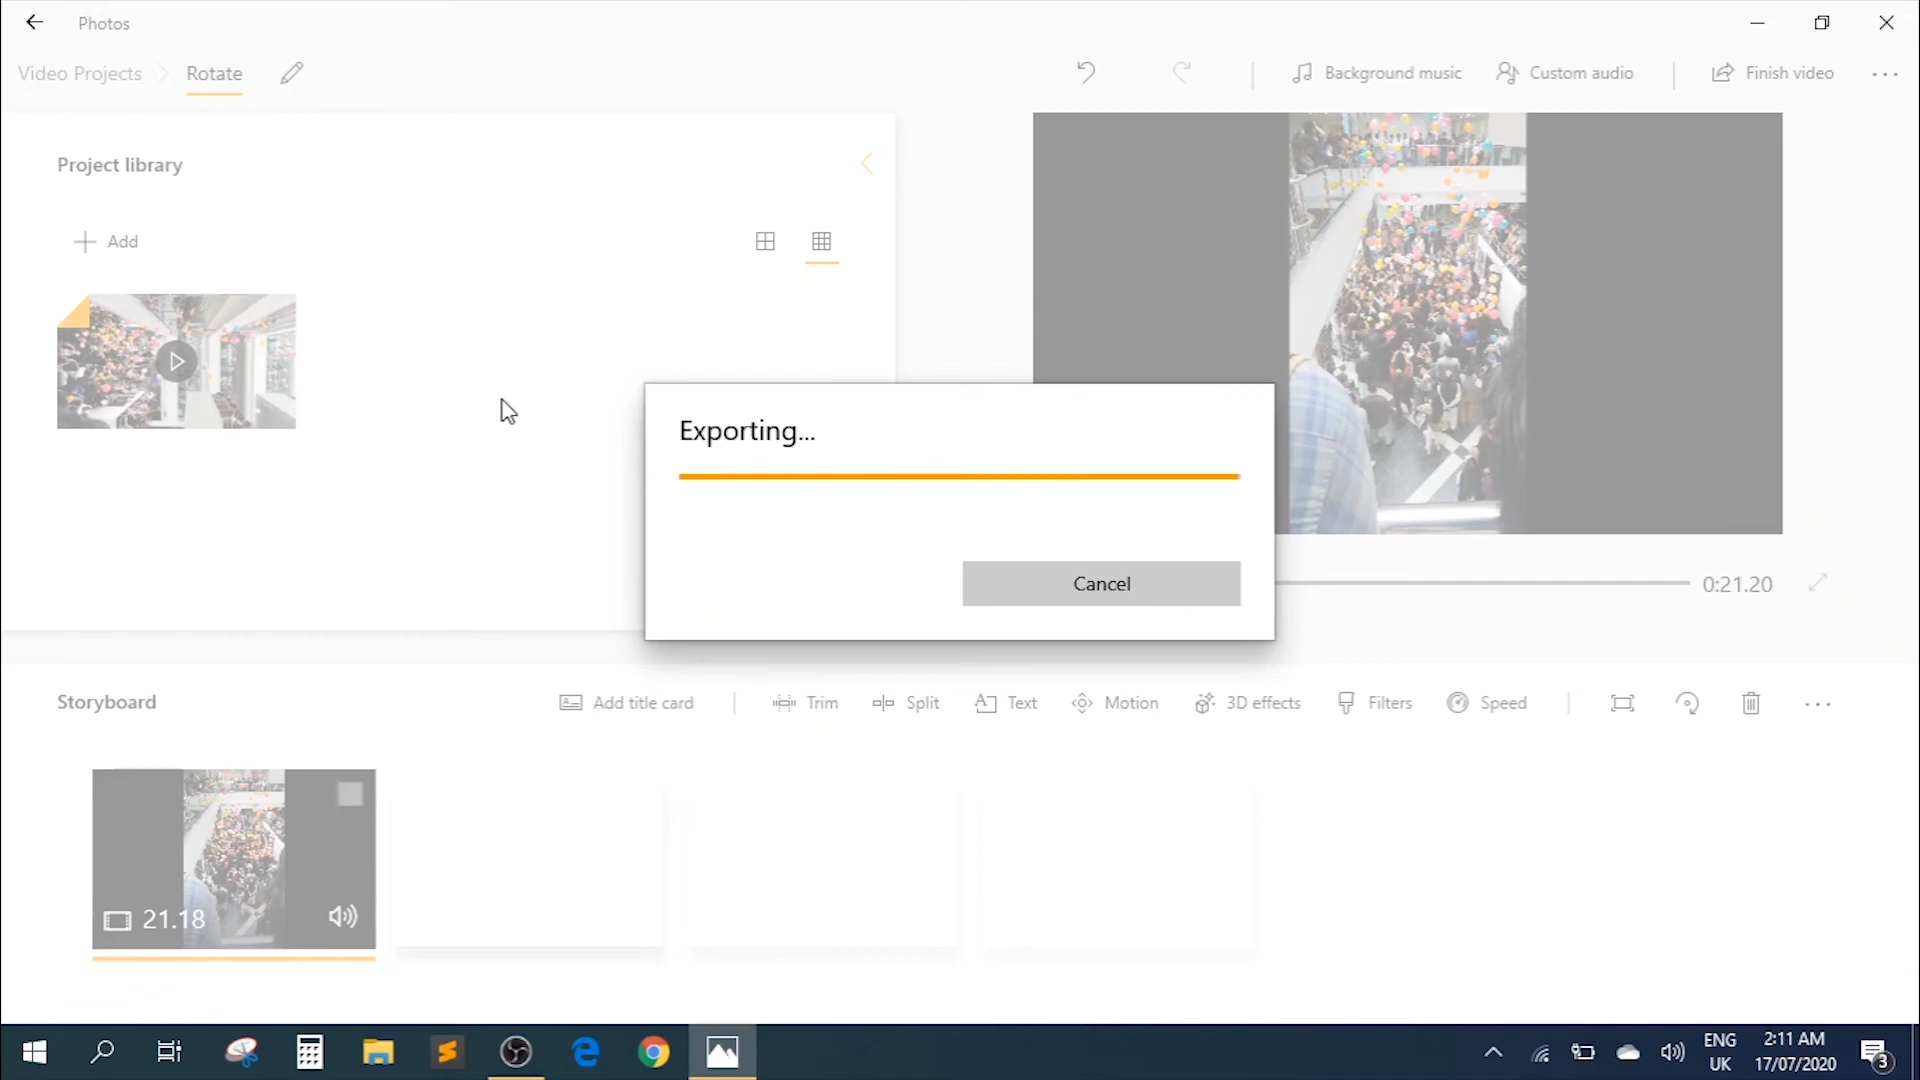 Photos
Video Projects
Rotate
Background music
Custom audio
Finish video
Project library
Add
Exporting...
Cancel
0:21.20
Storyboard
Add title card
Trim
Split
Text
Motion
3D effects
Filters
Speed
21.18
ENG
UK
2:11 AM
17/07/2020
3